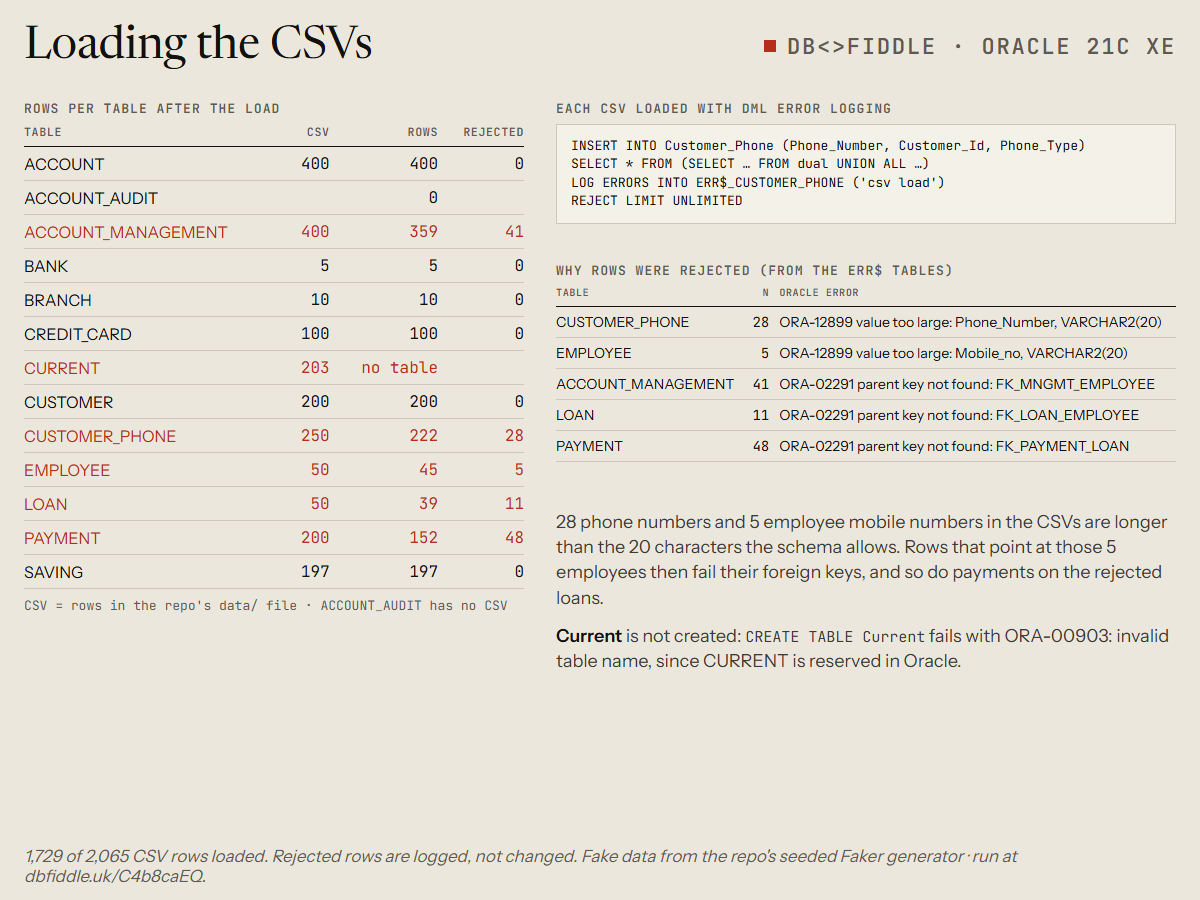 Loading the CSVs
DB<>FIDDLE · ORACLE 21C XE
ROWS PER TABLE AFTER THE LOAD
TABLE CSV ROWS REJECTED
ACCOUNT 400 400 0
ACCOUNT_AUDIT 0
ACCOUNT_MANAGEMENT 400 359 41
BANK 5 5 0
BRANCH 10 10 0
CREDIT_CARD 100 100 0
CURRENT 203 no table
CUSTOMER 200 200 0
CUSTOMER_PHONE 250 222 28
EMPLOYEE 50 45 5
LOAN 50 39 11
PAYMENT 200 152 48
SAVING 197 197 0
CSV = rows in the repo's data/ file · ACCOUNT_AUDIT has no CSV
EACH CSV LOADED WITH DML ERROR LOGGING
INSERT INTO Customer_Phone (Phone_Number, Customer_Id, Phone_Type)
SELECT * FROM (SELECT … FROM dual UNION ALL …)
LOG ERRORS INTO ERR$_CUSTOMER_PHONE ('csv load')
REJECT LIMIT UNLIMITED
WHY ROWS WERE REJECTED (FROM THE ERR$ TABLES)
TABLE N ORACLE ERROR
CUSTOMER_PHONE 28 ORA-12899 value too large: Phone_Number, VARCHAR2(20)
EMPLOYEE 5 ORA-12899 value too large: Mobile_no, VARCHAR2(20)
ACCOUNT_MANAGEMENT 41 ORA-02291 parent key not found: FK_MNGMT_EMPLOYEE
LOAN 11 ORA-02291 parent key not found: FK_LOAN_EMPLOYEE
PAYMENT 48 ORA-02291 parent key not found: FK_PAYMENT_LOAN
28 phone numbers and 5 employee mobile numbers in the CSVs are longer
than the 20 characters the schema allows. Rows that point at those 5
employees then fail their foreign keys, and so do payments on the rejected
loans.
Current is not created: CREATE TABLE Current fails with ORA-00903: invalid
table name, since CURRENT is reserved in Oracle.
1,729 of 2,065 CSV rows loaded. Rejected rows are logged, not changed. Fake data from the repo's seeded Faker generator · run at
dbfiddle.uk/C4b8caEQ.